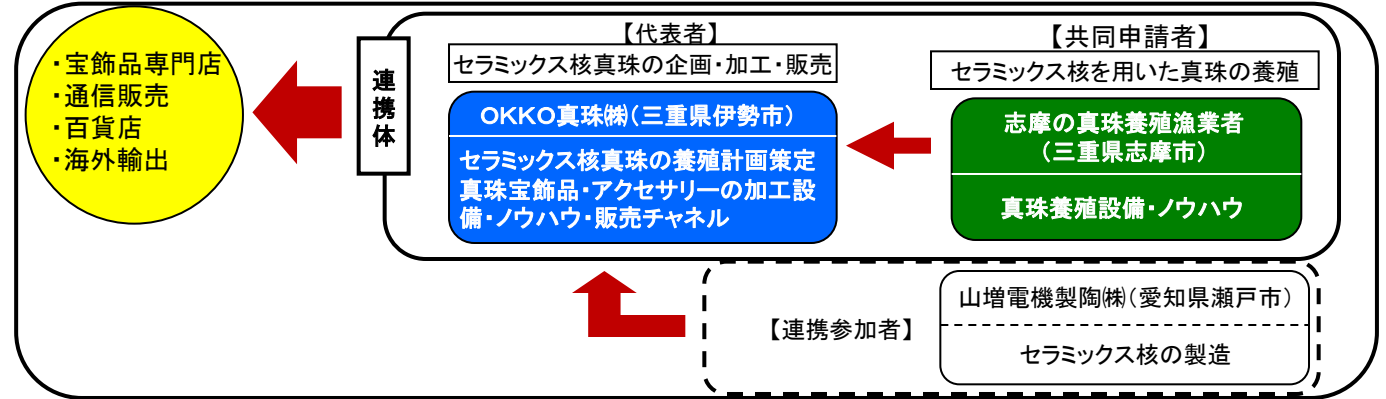 ・宝飾品専門店
・通信販売
・百貨店
・海外輸出
連携体
【代表者】
セラミックス核真珠の企画・加工・販売
OKKO真珠㈱(三重県伊勢市)
セラミックス核真珠の養殖計画策定
真珠宝飾品・アクセサリーの加工設
備・ノウハウ・販売チャネル
【共同申請者】
セラミックス核を用いた真珠の養殖
志摩の真珠養殖漁業者
(三重県志摩市)
真珠養殖設備・ノウハウ
【連携参加者】
山増電機製陶㈱(愛知県瀬戸市)
セラミックス核の製造